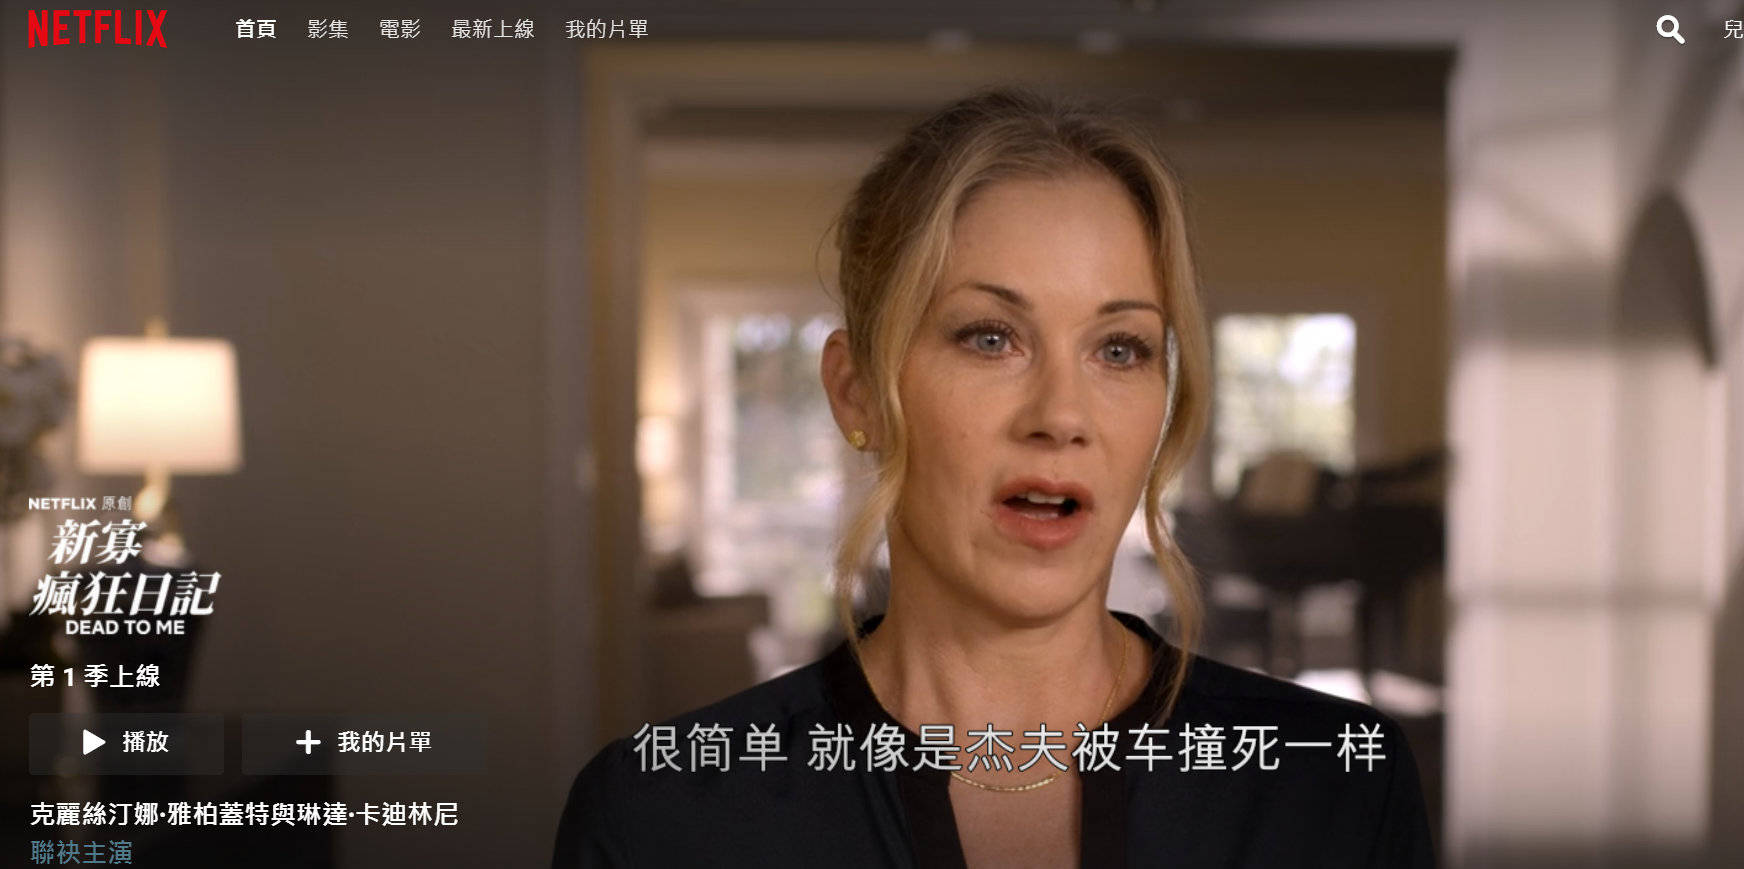 NETFLIX 首頁 影集 電影 最新上線 我的片單
NETFLIX 原創
新寡
瘋狂日記
DEAD TO ME
第 1 季上線
播放 我的片單
很简单 就像是杰夫被车撞死一样
克麗絲汀娜·雅柏蓋特與琳達·卡迪林尼
聯袂主演